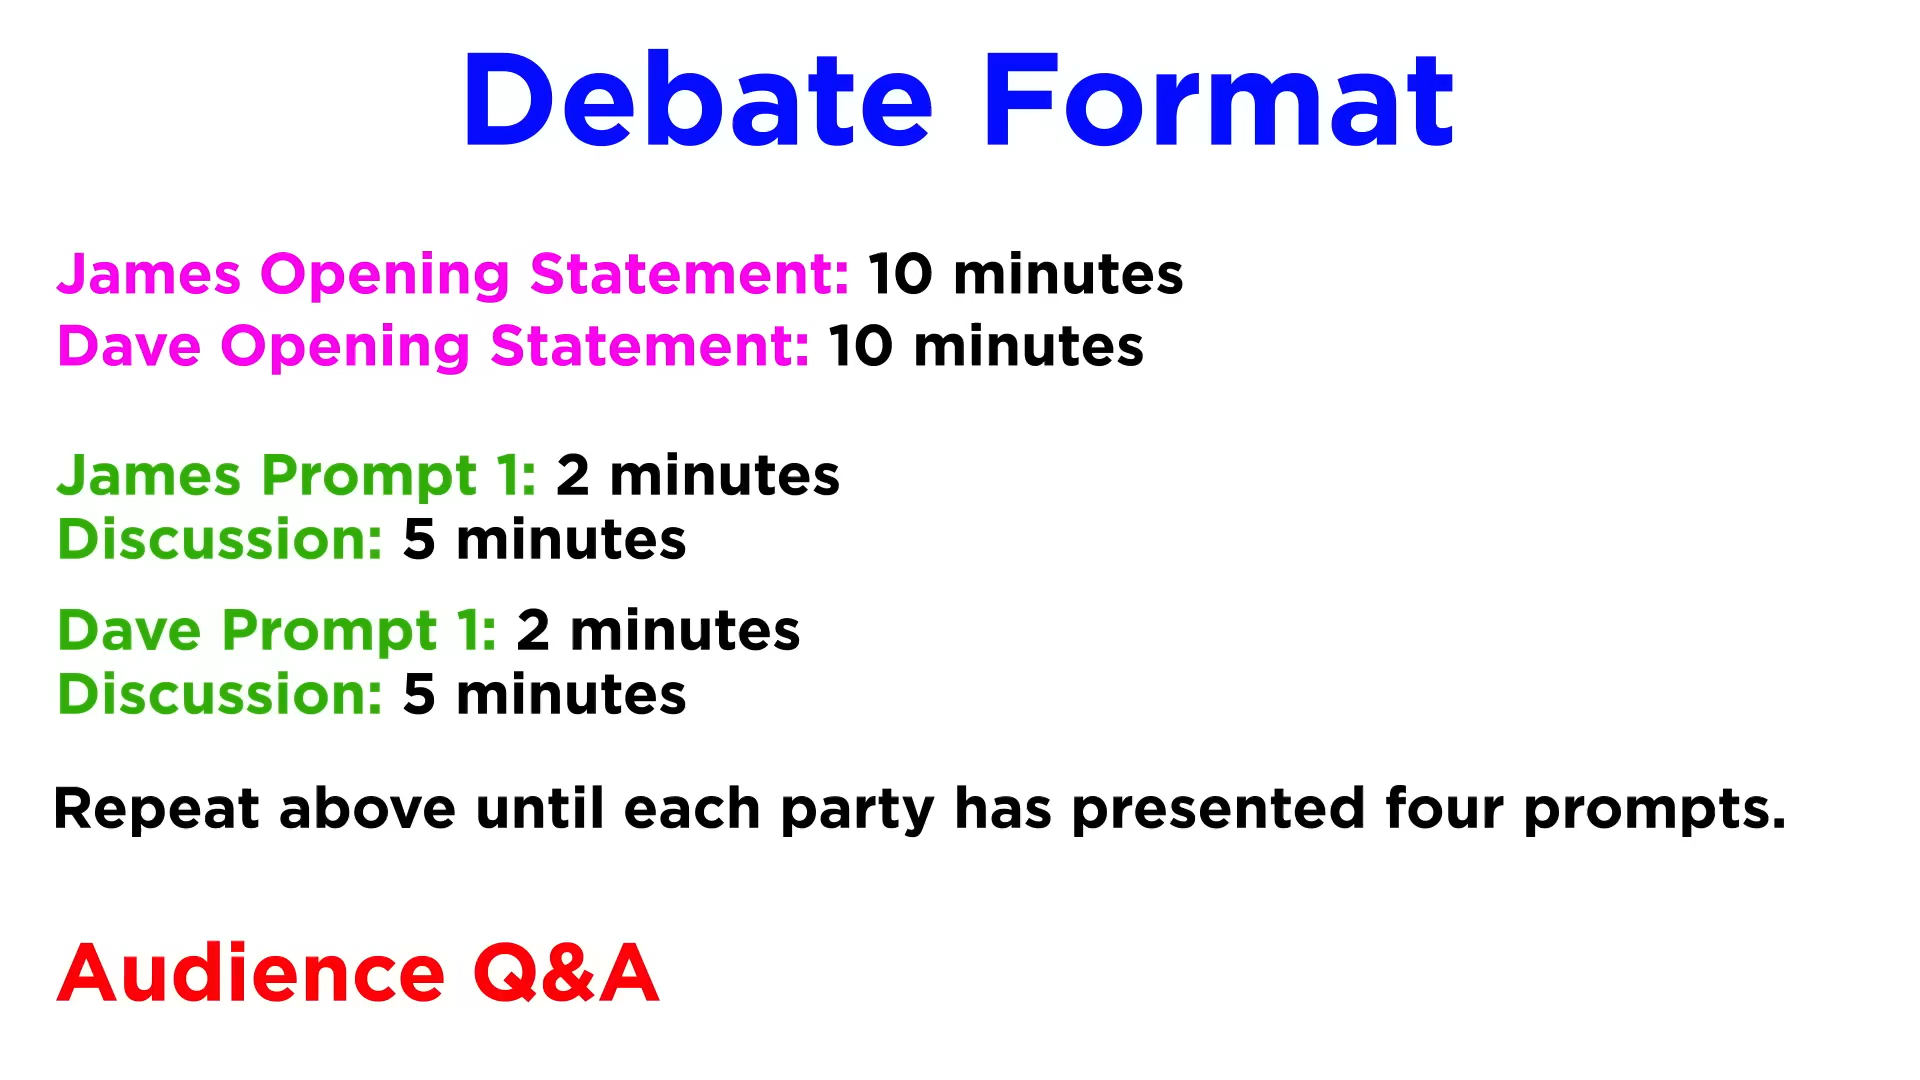 Debate Format
James Opening Statement: 10 minutes
Dave Opening Statement: 10 minutes
James Prompt 1: 2 minutes
Discussion: 5 minutes
Dave Prompt 1: 2 minutes
Discussion: 5 minutes
Repeat above until each party has presented four prompts.
Audience Q&A